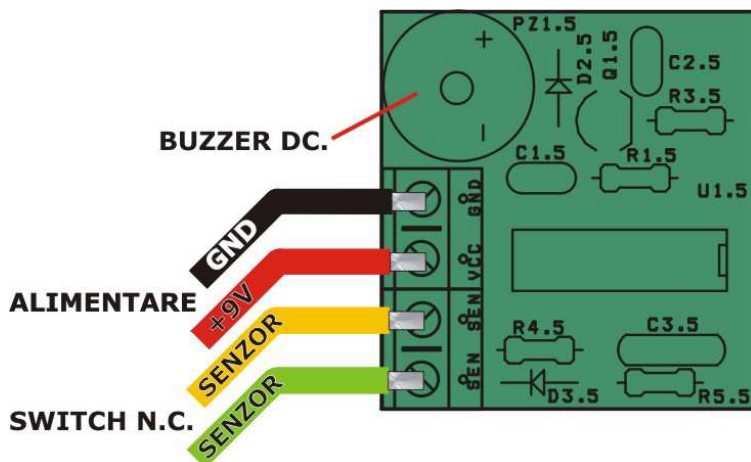 PZ1.5
D2.5
Q1.5
C2.5
R3.5
BUZZER DC.
C1.5
R1.5
U1.5
GND
GND
ALIMENTARE
+9V
VCC
SENZOR
SEN
R4.5
C3.5
SWITCH N.C.
SENZOR
SEN
D3.5
R5.5